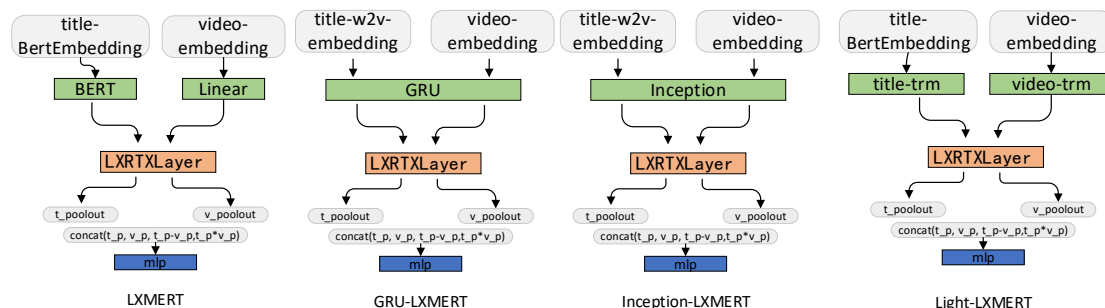 title-
BertEmbedding
video-
embedding
BERT
Linear
LXRTXLayer
t_poolout
v_poolout
concat(t_p, v_p, t_p-v_p,t_p*v_p)
mlp
LXMERT
title-w2v-
embedding
video-
embedding
GRU
LXRTXLayer
t_poolout
v_poolout
concat(t_p, v_p, t_p-v_p,t_p*v_p)
mlp
GRU-LXMERT
title-w2v-
embedding
video-
embedding
Inception
LXRTXLayer
t_poolout
v_poolout
concat(t_p, v_p, t_p-v_p,t_p*v_p)
mlp
Inception-LXMERT
title-
BertEmbedding
video-
embedding
title-trm
video-trm
LXRTXLayer
t_poolout
v_poolout
concat(t_p, v_p, t_p-v_p,t_p*v_p)
mlp
Light-LXMERT